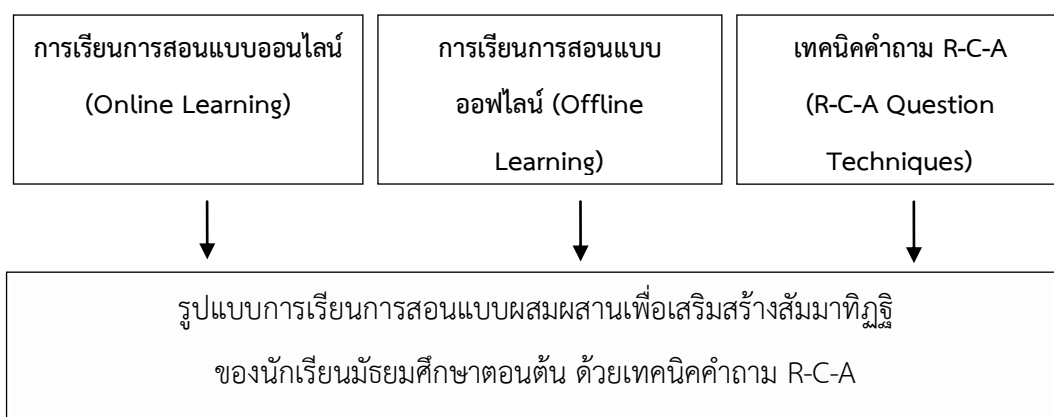 การเรียนการสอนแบบออนไลน์
(Online Learning)
การเรียนการสอนแบบ
ออฟไลน์ (Offline
Learning)
เทคนิคคำถาม R-C-A
(R-C-A Question
Techniques)
รูปแบบการเรียนการสอนแบบผสมผสานเพื่อเสริมสร้างสัมมาทิฏฐิ
ของนักเรียนมัธยมศึกษาตอนต้น ด้วยเทคนิคคำถาม R-C-A